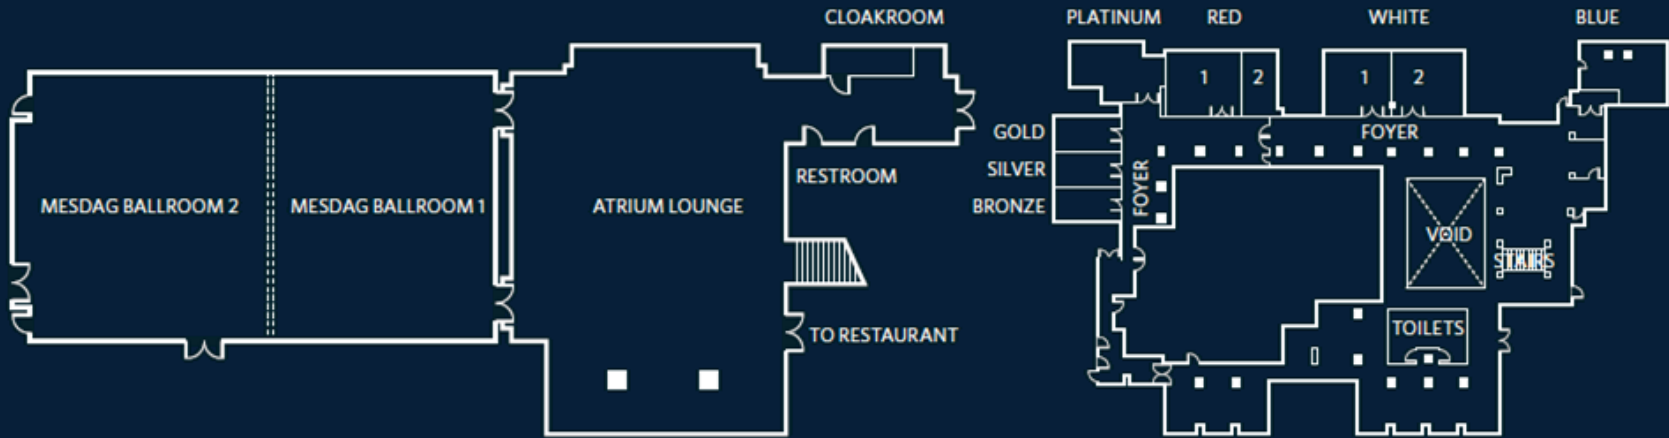 CLOAKROOM
PLATINUM
RED
WHITE
BLUE
1
2
1
2
GOLD
FOYER
SILVER
RESTROOM
FOYER
BRONZE
MESDAG BALLROOM 2
MESDAG BALLROOM 1
ATRIUM LOUNGE
VOID
STAIRS
TO RESTAURANT
TOILETS